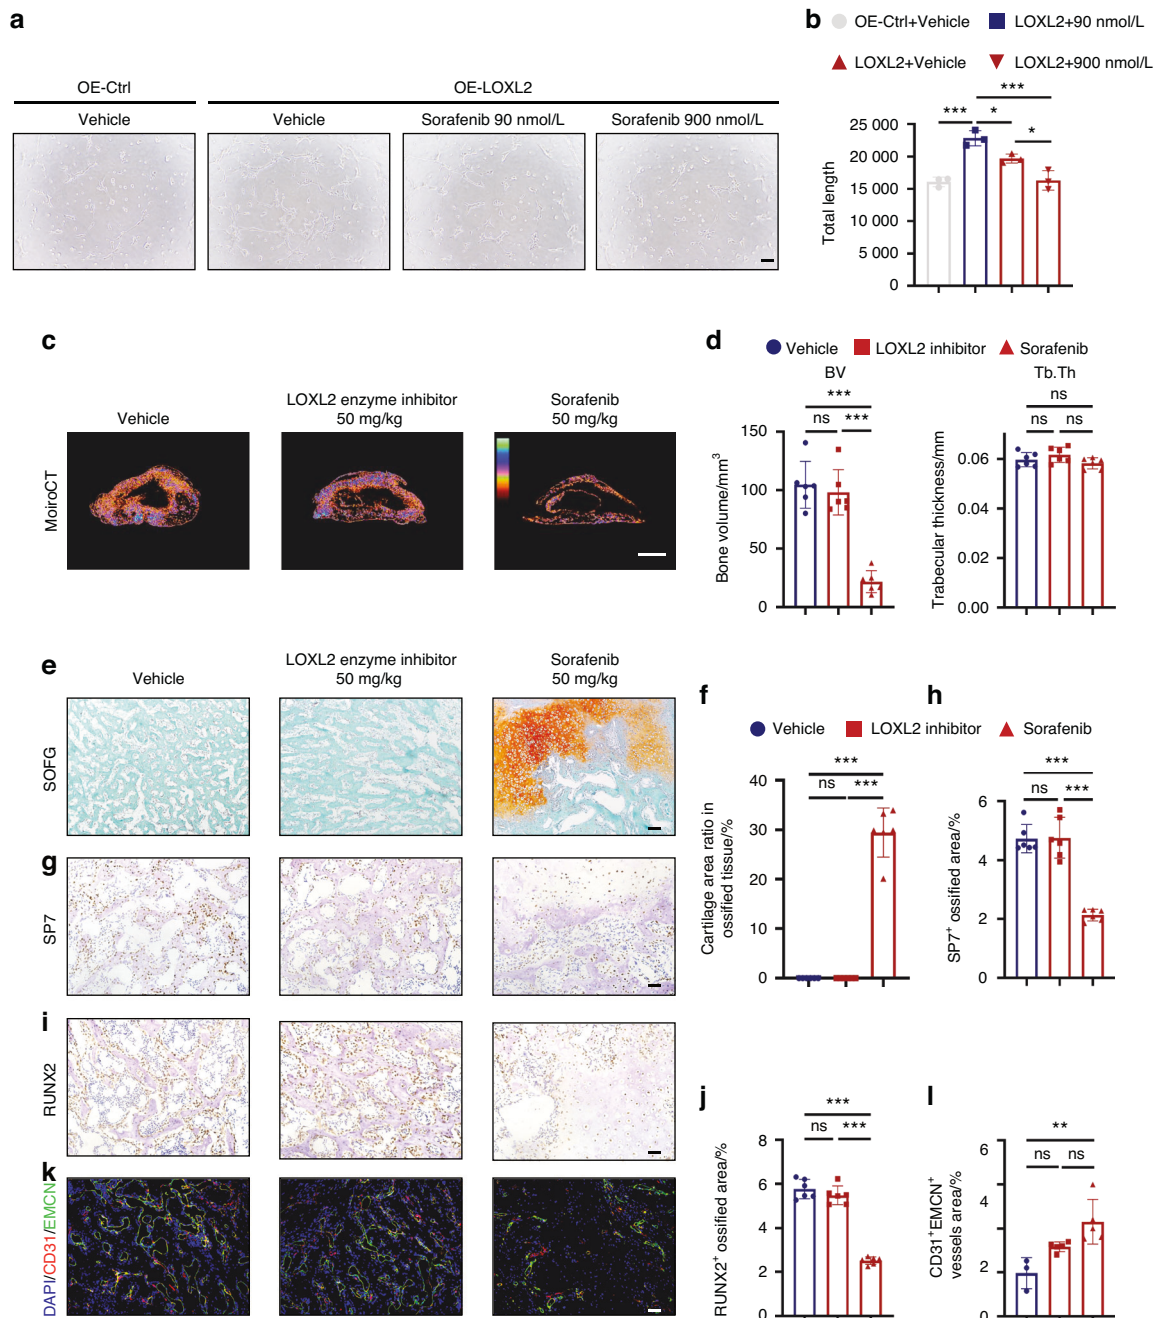 a
OE-Ctrl
OE-LOXL2
Vehicle
Vehicle
Sorafenib 90 nmol/L
Sorafenib 900 nmol/L
b
OE-Ctrl+Vehicle
LOXL2+90 nmol/L
LOXL2+Vehicle
LOXL2+900 nmol/L
***
***
*
*
Total length
25 000
20 000
15 000
10 000
5 000
0
c
Vehicle
LOXL2 enzyme inhibitor
50 mg/kg
Sorafenib
50 mg/kg
MoiroCT
d
Vehicle
LOXL2 inhibitor
Sorafenib
BV
***
ns
***
Bone volume/mm³
150
100
50
0
Tb.Th
ns
ns
ns
Trabecular thickness/mm
0.06
0.04
0.02
0.00
e
Vehicle
LOXL2 enzyme inhibitor
50 mg/kg
Sorafenib
50 mg/kg
SOFG
g
SP7
i
RUNX2
k
DAPI/CD31/EMCN
f
h
Vehicle
LOXL2 inhibitor
Sorafenib
***
ns
***
Cartilage area ratio in
ossified tissue/%
40
30
20
10
0
***
ns
***
SP7⁺ ossified area/%
6
4
2
0
j
***
ns
***
RUNX2⁺ ossified area/%
8
6
4
2
0
l
**
ns
ns
CD31⁺EMCN⁺
vessels area/%
6
4
2
0